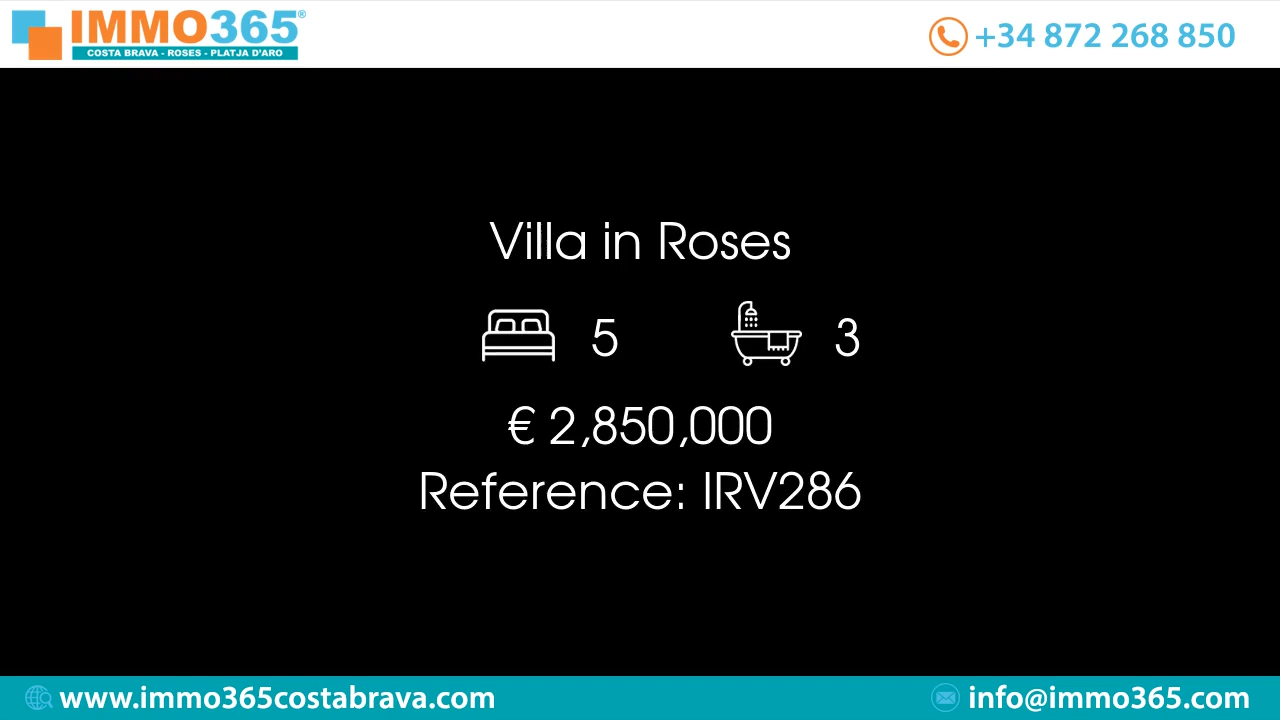 IMMO365®
COSTA BRAVA - ROSES - PLATJA D'ARO
+34 872 268 850
Villa in Roses
5 3
€ 2,850,000
Reference: IRV286
www.immo365costabrava.com
info@immo365.com